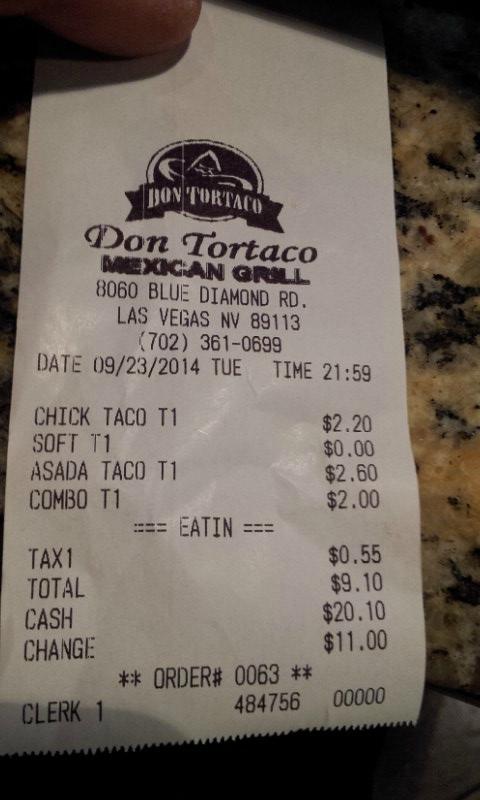 DON TORTACO
Don Tortaco
MEXICAN GRILL
8060 BLUE DIAMOND RD.
LAS VEGAS NV 89113
(702) 361-0699
DATE 09/23/2014 TUE TIME 21:59
CHICK TACO T1 $2.20
SOFT T1 $0.00
ASADA TACO T1 $2.60
COMBO T1 $2.00
=== EATIN ===
TAX1 $0.55
TOTAL $9.10
CASH $20.10
CHANGE $11.00
** ORDER# 0063 **
CLERK 1 484756 00000